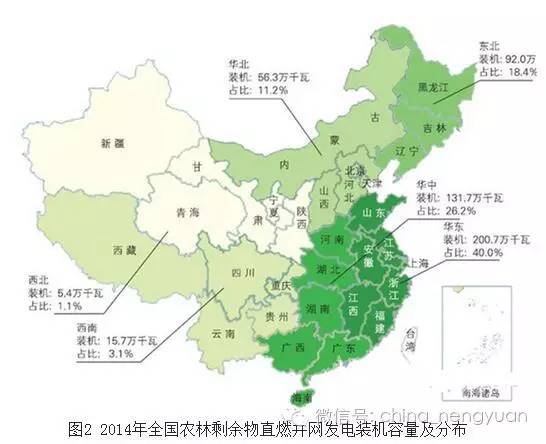 华北
装机: 56.3万千瓦
占比: 11.2%
东北
装机: 92.0万
占比: 18.4%
黑龙江
吉林
辽宁
内蒙古
新疆
甘肃
青海
宁夏
陕西
山西
河北
北京
天津
山东
华中
装机: 131.7万千瓦
占比: 26.2%
华东
装机: 200.7万千瓦
占比: 40.0%
河南
安徽
江苏
上海
浙江
湖北
湖南
江西
福建
西藏
四川
重庆
贵州
云南
广西
广东
海南
台湾
西北
装机: 5.4万千瓦
占比: 1.1%
西南
装机: 15.7万千瓦
占比: 3.1%
南海诸岛
微信号: china_nengyuan
图2 2014年全国农林剩余物直燃并网发电装机容量及分布